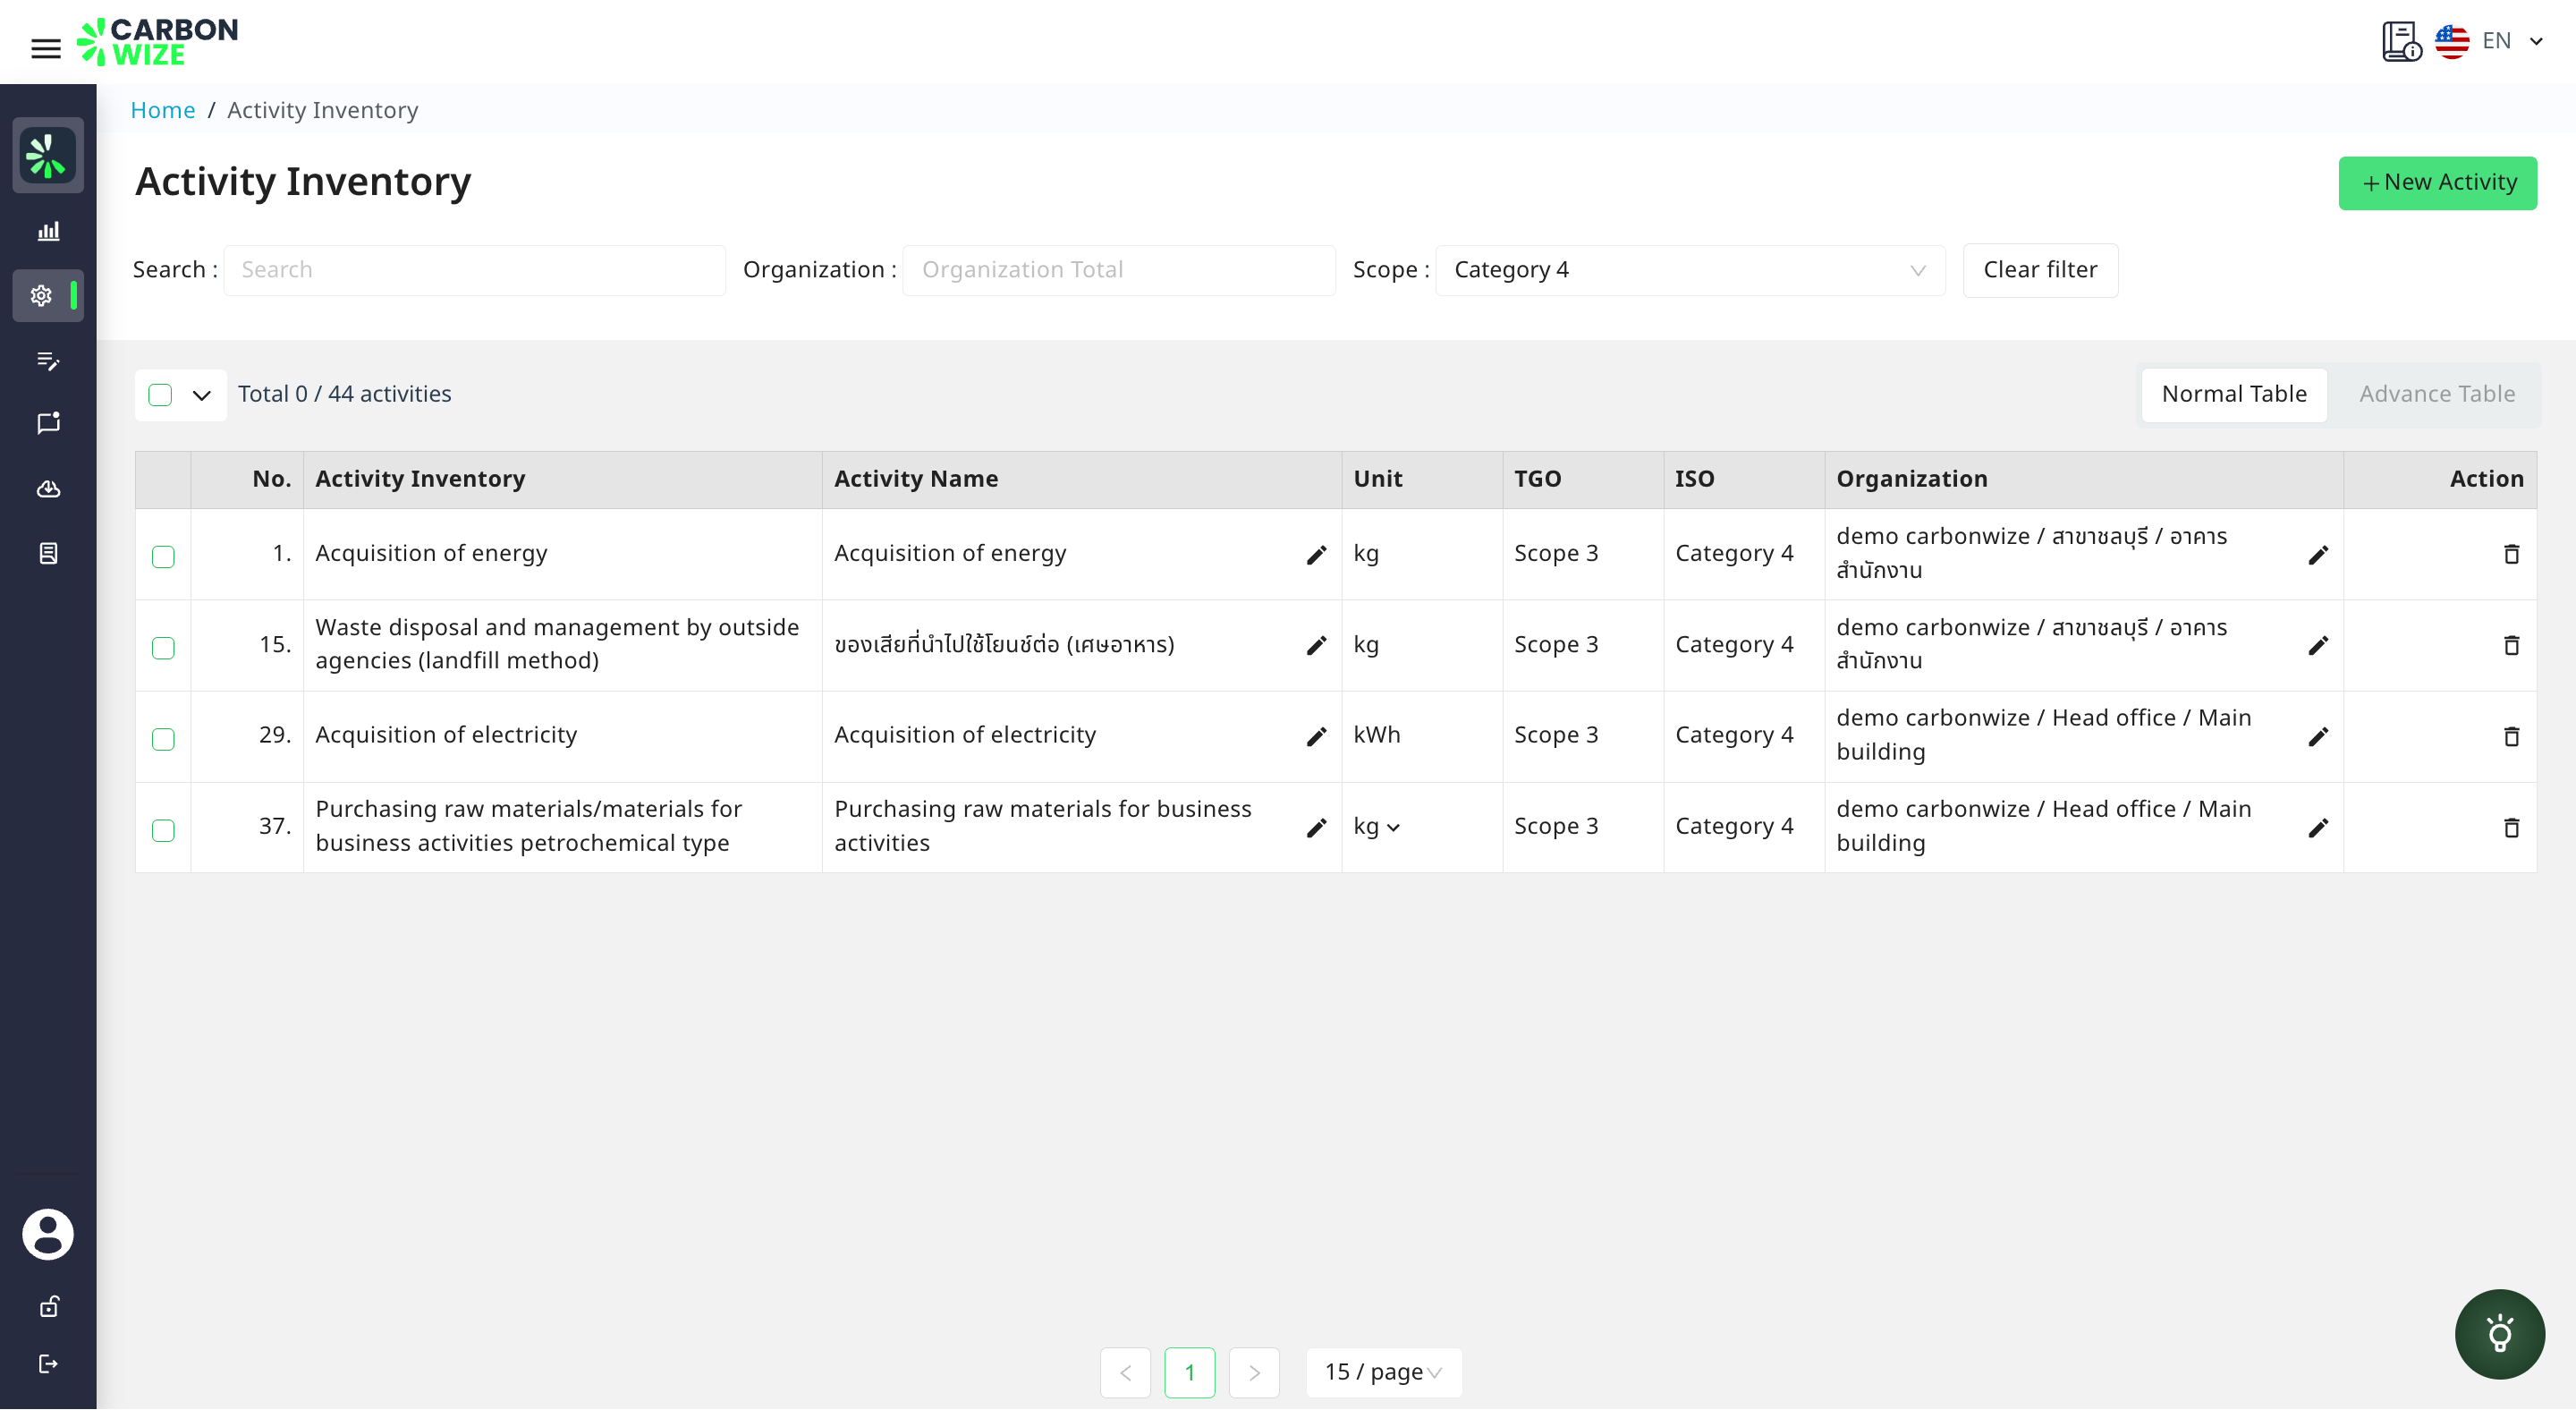 CARBON
WIZE
EN
Home / Activity Inventory
Activity Inventory
+ New Activity
Search : Search
Organization : Organization Total
Scope : Category 4
Clear filter
Total 0 / 44 activities
Normal Table
Advance Table
No. Activity Inventory Activity Name Unit TGO ISO Organization Action
1. Acquisition of energy Acquisition of energy kg Scope 3 Category 4 demo carbonwize / สาขาชลบุรี / อาคาร
สำนักงาน
15. Waste disposal and management by outside
agencies (landfill method) ของเสียที่นำไปใช้โยนช์ต่อ (เศษอาหาร) kg Scope 3 Category 4 demo carbonwize / สาขาชลบุรี / อาคาร
สำนักงาน
29. Acquisition of electricity Acquisition of electricity kWh Scope 3 Category 4 demo carbonwize / Head office / Main
building
37. Purchasing raw materials/materials for
business activities petrochemical type Purchasing raw materials for business
activities kg Scope 3 Category 4 demo carbonwize / Head office / Main
building
< 1 > 15 / page